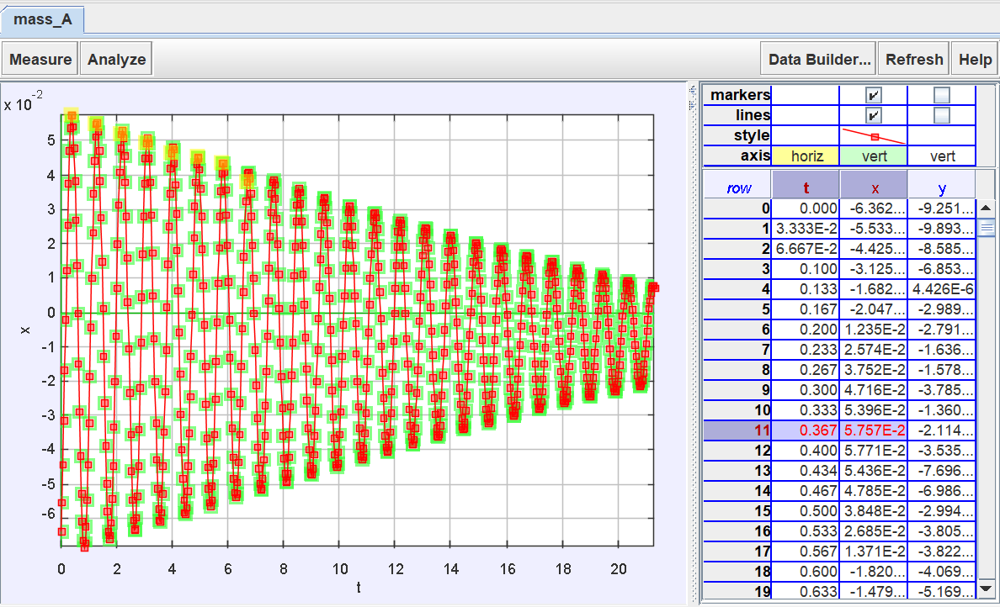 mass_A
Measure Analyze Data Builder... Refresh Help
x 10-2
5
4
3
2
1
0
-1
-2
-3
-4
-5
-6
x
0 2 4 6 8 10 12 14 16 18 20
t
markers
lines
style
axis horiz vert vert
row t x y
0 0.000 -6.362... -9.251...
1 3.333E-2 -5.533... -9.893...
2 6.667E-2 -4.425... -8.585...
3 0.100 -3.125... -6.853...
4 0.133 -1.682... 4.426E-6
5 0.167 -2.047... -2.989...
6 0.200 1.235E-2 -2.791...
7 0.233 2.574E-2 -1.636...
8 0.267 3.752E-2 -1.578...
9 0.300 4.716E-2 -3.785...
10 0.333 5.396E-2 -1.360...
11 0.367 5.757E-2 -2.114...
12 0.400 5.771E-2 -3.535...
13 0.434 5.436E-2 -7.696...
14 0.467 4.785E-2 -6.986...
15 0.500 3.848E-2 -2.994...
16 0.533 2.685E-2 -3.805...
17 0.567 1.371E-2 -3.822...
18 0.600 -1.820... -4.069...
19 0.633 -1.479... -5.169...